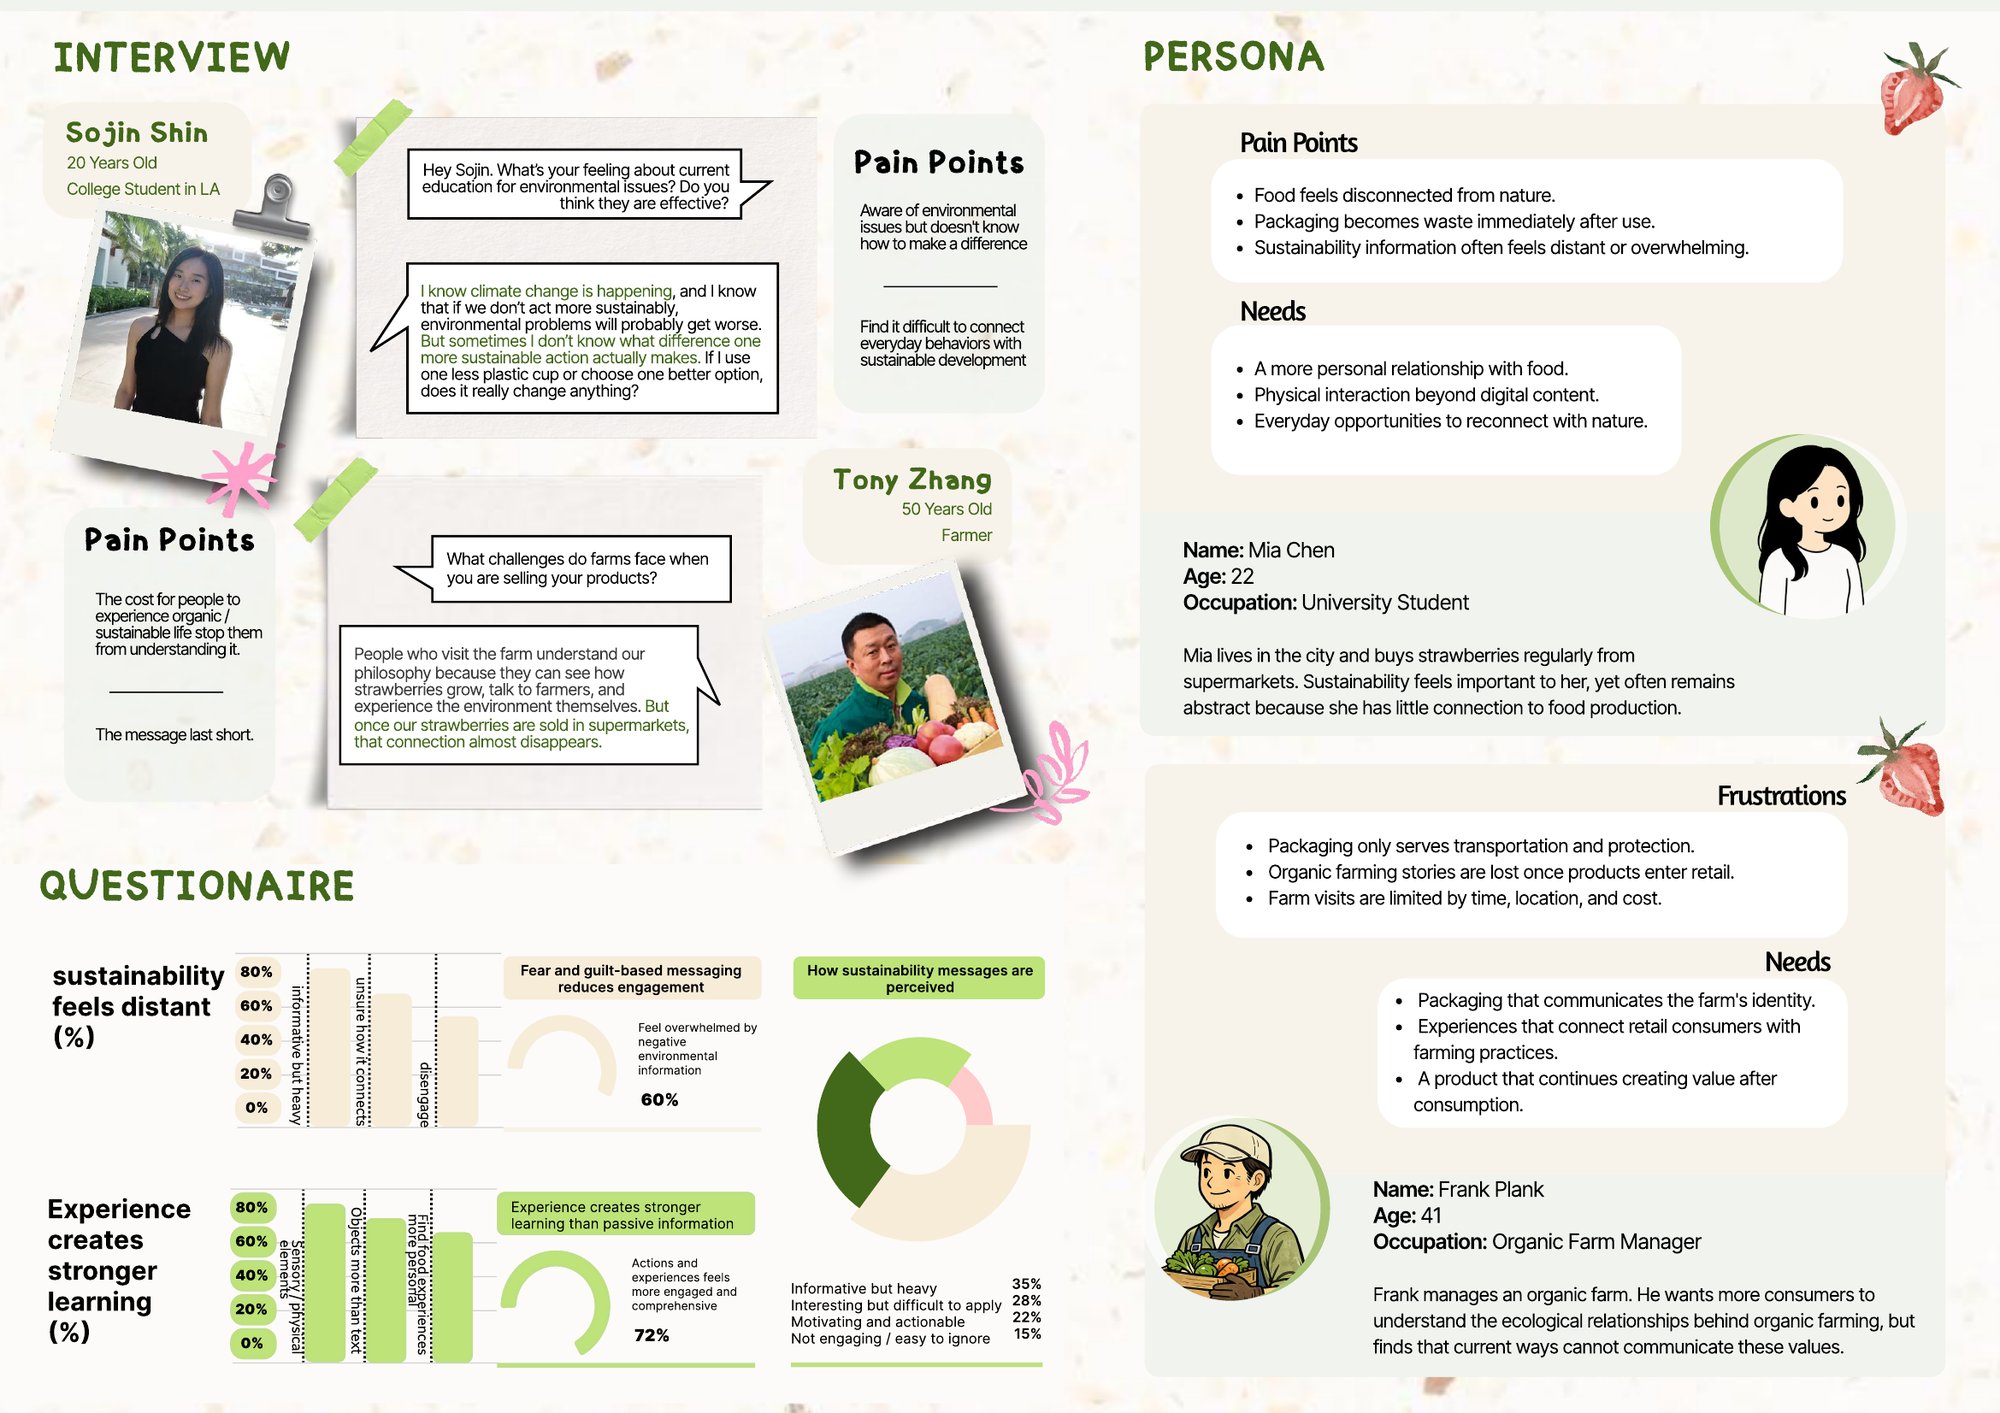 INTERVIEW
Sojin Shin
20 Years Old
College Student in LA
Hey Sojin. What's your feeling about current
education for environmental issues? Do you
think they are effective?
I know climate change is happening, and I know
that if we don't act more sustainably,
environmental problems will probably get worse.
But sometimes I don't know what difference one
more sustainable action actually makes. If I use
one less plastic cup or choose one better option,
does it really change anything?
Pain Points
Aware of environmental
issues but doesn't know
how to make a difference
Find it difficult to connect
everyday behaviors with
sustainable development
Tony Zhang
50 Years Old
Farmer
What challenges do farms face when
you are selling your products?
People who visit the farm understand our
philosophy because they can see how
strawberries grow, talk to farmers, and
experience the environment themselves. But
once our strawberries are sold in supermarkets,
that connection almost disappears.
Pain Points
The cost for people to
experience organic /
sustainable life stop them
from understanding it.
The message last short.
QUESTIONAIRE
sustainability
feels distant
(%)
80%
60%
40%
20%
0%
informative but heavy
unsure how it connects
disengage
Fear and guilt-based messaging
reduces engagement
Feel overwhelmed by
negative
environmental
information
60%
How sustainability messages are
perceived
Informative but heavy 35%
Interesting but difficult to apply 28%
Motivating and actionable 22%
Not engaging / easy to ignore 15%
Experience
creates
stronger
learning
(%)
80%
60%
40%
20%
0%
Sensory/ physical
elements
Objects more than text
Find food experiences
more personal
Experience creates stronger
learning than passive information
Actions and
experiences feels
more engaged and
comprehensive
72%
PERSONA
Pain Points
• Food feels disconnected from nature.
• Packaging becomes waste immediately after use.
• Sustainability information often feels distant or overwhelming.
Needs
• A more personal relationship with food.
• Physical interaction beyond digital content.
• Everyday opportunities to reconnect with nature.
Name: Mia Chen
Age: 22
Occupation: University Student
Mia lives in the city and buys strawberries regularly from
supermarkets. Sustainability feels important to her, yet often remains
abstract because she has little connection to food production.
Frustrations
• Packaging only serves transportation and protection.
• Organic farming stories are lost once products enter retail.
• Farm visits are limited by time, location, and cost.
Needs
• Packaging that communicates the farm's identity.
• Experiences that connect retail consumers with
farming practices.
• A product that continues creating value after
consumption.
Name: Frank Plank
Age: 41
Occupation: Organic Farm Manager
Frank manages an organic farm. He wants more consumers to
understand the ecological relationships behind organic farming, but
finds that current ways cannot communicate these values.